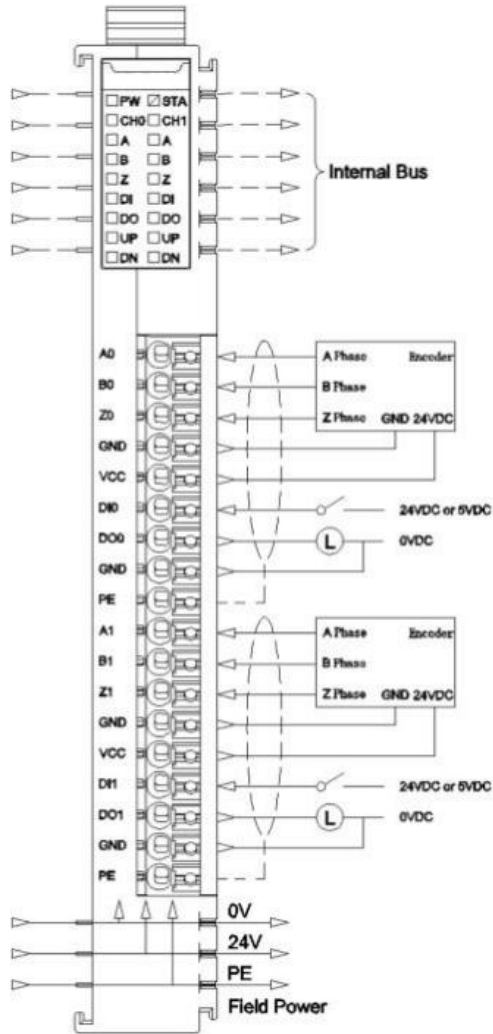 PW STA
CH0 CH1
A A
B B
Z Z
DI DI
DO DO
UP UP
DN DN
Internal Bus
A0
B0
Z0
GND
VCC
DI0
DO0
GND
PE
A Phase Encoder
B Phase
Z Phase GND 24VDC
24VDC or 5VDC
L 0VDC
A1
B1
Z1
GND
VCC
DI1
DO1
GND
PE
A Phase Encoder
B Phase
Z Phase GND 24VDC
24VDC or 5VDC
L 0VDC
0V
24V
PE
Field Power